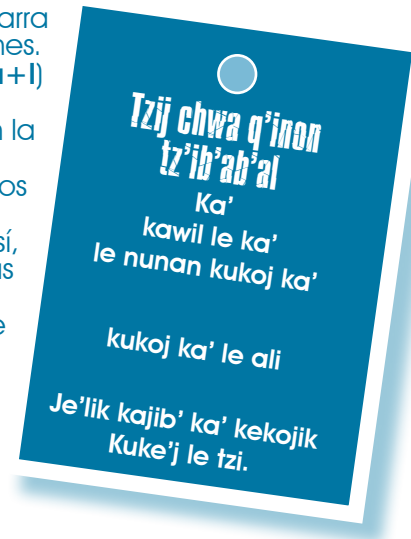 arra
nes.
a+l)
n la
os
sí,
as
e
Tzij chwa q'inon
tz'ib'ab'al
Ka'
kawil le ka'
le nunan kukoj ka'
kukoj ka' le ali
Je'lik kajib' ka' kekojik
Kuke'j le tzi.